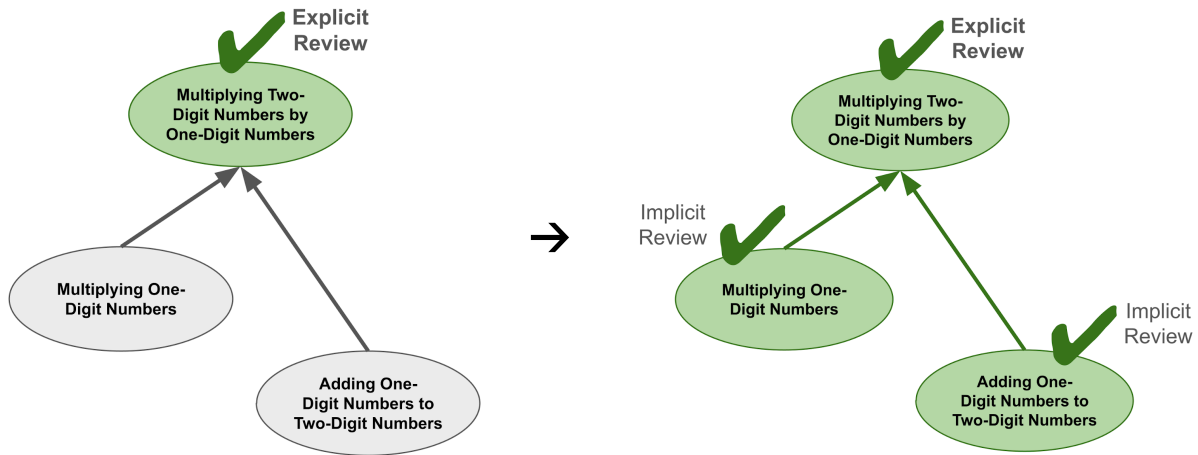 Explicit
Review
Multiplying Two-
Digit Numbers by
One-Digit Numbers
Multiplying One-
Digit Numbers
Adding One-
Digit Numbers to
Two-Digit Numbers
Explicit
Review
Multiplying Two-
Digit Numbers by
One-Digit Numbers
Implicit
Review
Multiplying One-
Digit Numbers
Implicit
Review
Adding One-
Digit Numbers to
Two-Digit Numbers